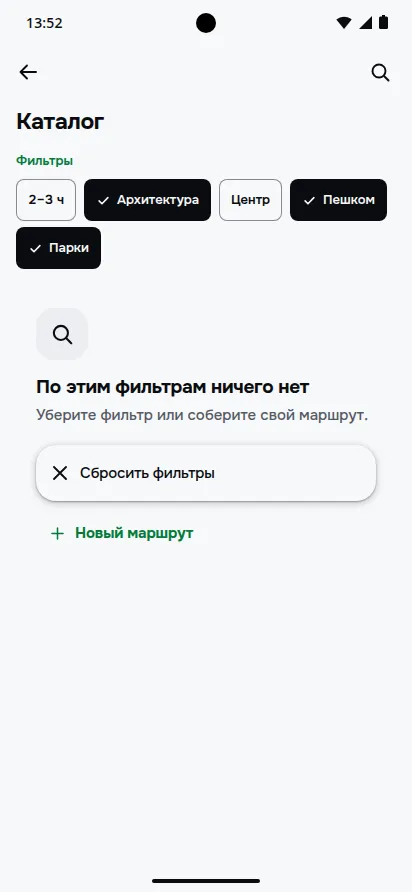 13:52
Каталог
Фильтры
2–3 ч Архитектура Центр Пешком
Парки
По этим фильтрам ничего нет
Уберите фильтр или соберите свой маршрут.
Сбросить фильтры
Новый маршрут